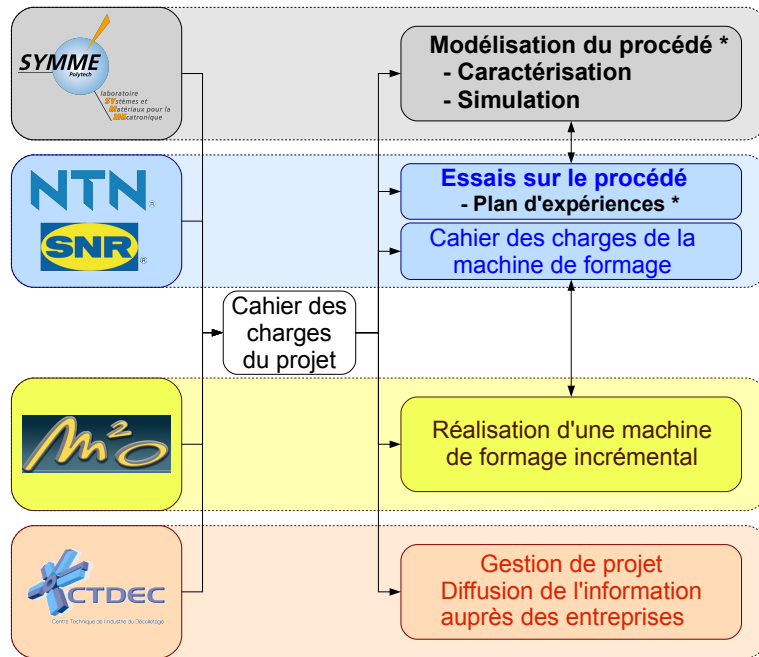 SYMME
Polytech
laboratoire
SYstèmes et
Matériaux pour la
MEcatronique
Modélisation du procédé *
- Caractérisation
- Simulation
NTN
®
SNR
®
Essais sur le procédé
- Plan d'expériences *
Cahier des charges de la
machine de formage
Cahier des
charges
du projet
m2o
Réalisation d'une machine
de formage incrémental
CTDEC
Centre Technique de l'Industrie du Décolletage
Gestion de projet
Diffusion de l'information
auprès des entreprises